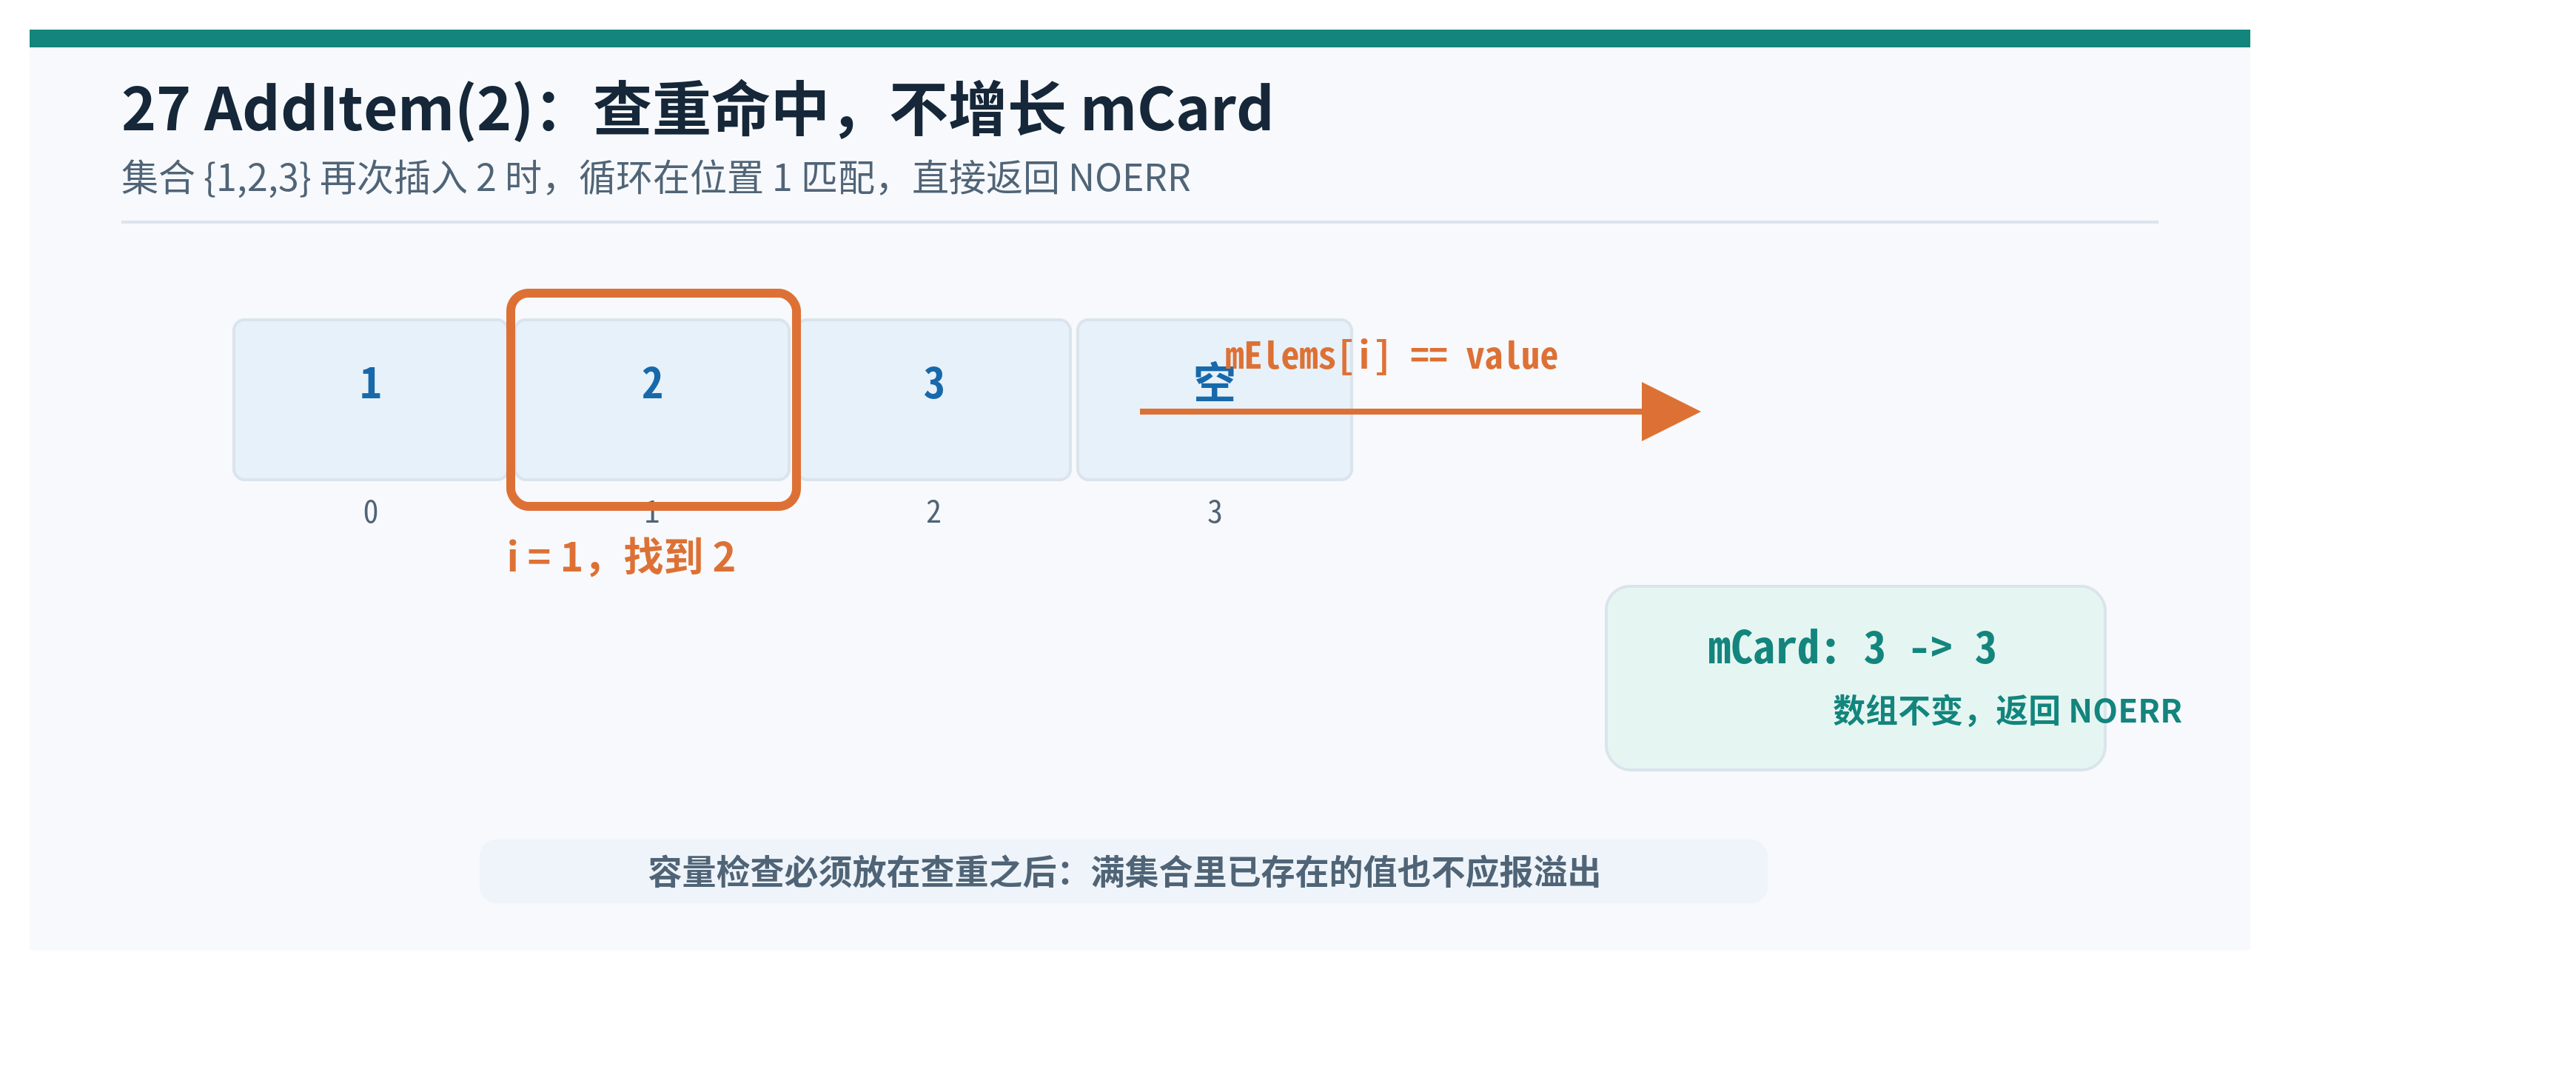 27 AddItem(2)：查重命中，不增长 mCard
集合 {1,2,3} 再次插入 2 时，循环在位置 1 匹配，直接返回 NOERR
mElems[i] == value
1 2 3 空
0 1 2 3
i = 1，找到 2
mCard: 3 -> 3
数组不变，返回 NOERR
容量检查必须放在查重之后：满集合里已存在的值也不应报溢出